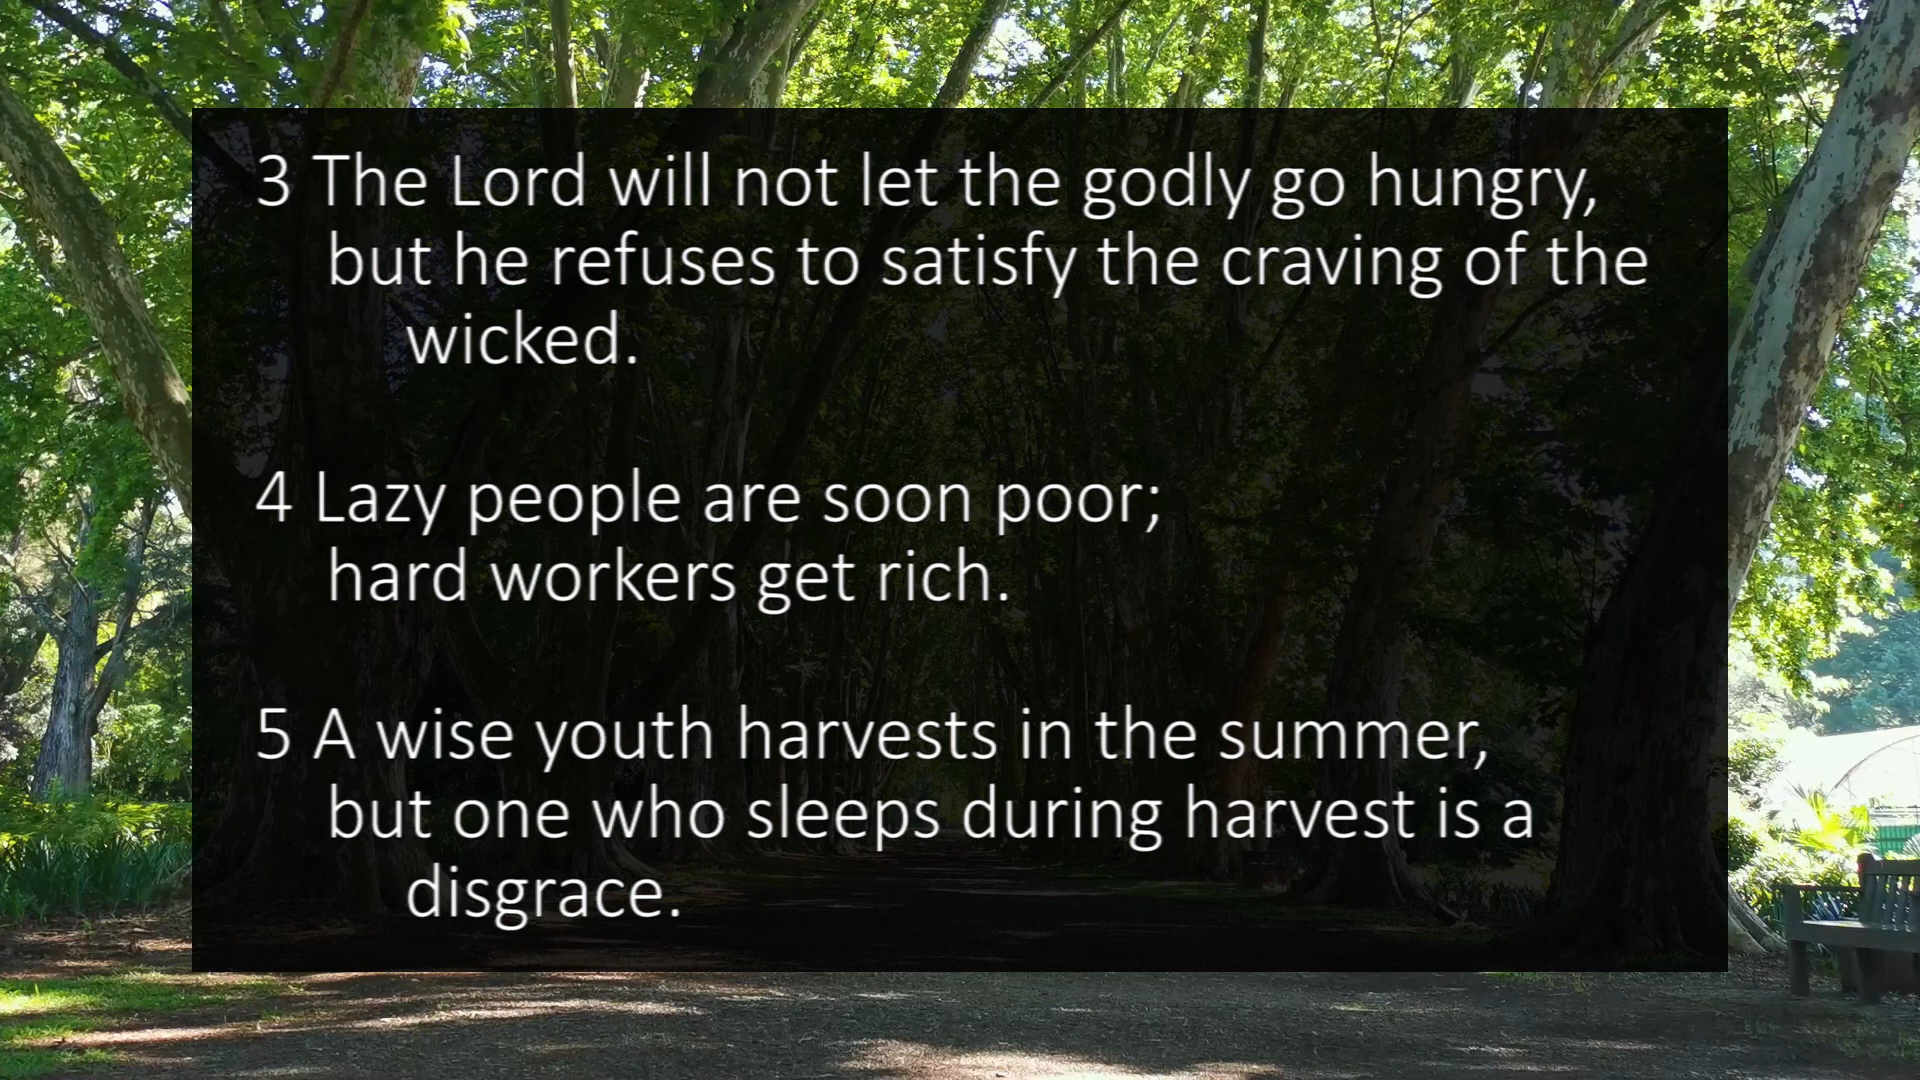 3 The Lord will not let the godly go hungry,
but he refuses to satisfy the craving of the
wicked.
4 Lazy people are soon poor;
hard workers get rich.
5 A wise youth harvests in the summer,
but one who sleeps during harvest is a
disgrace.